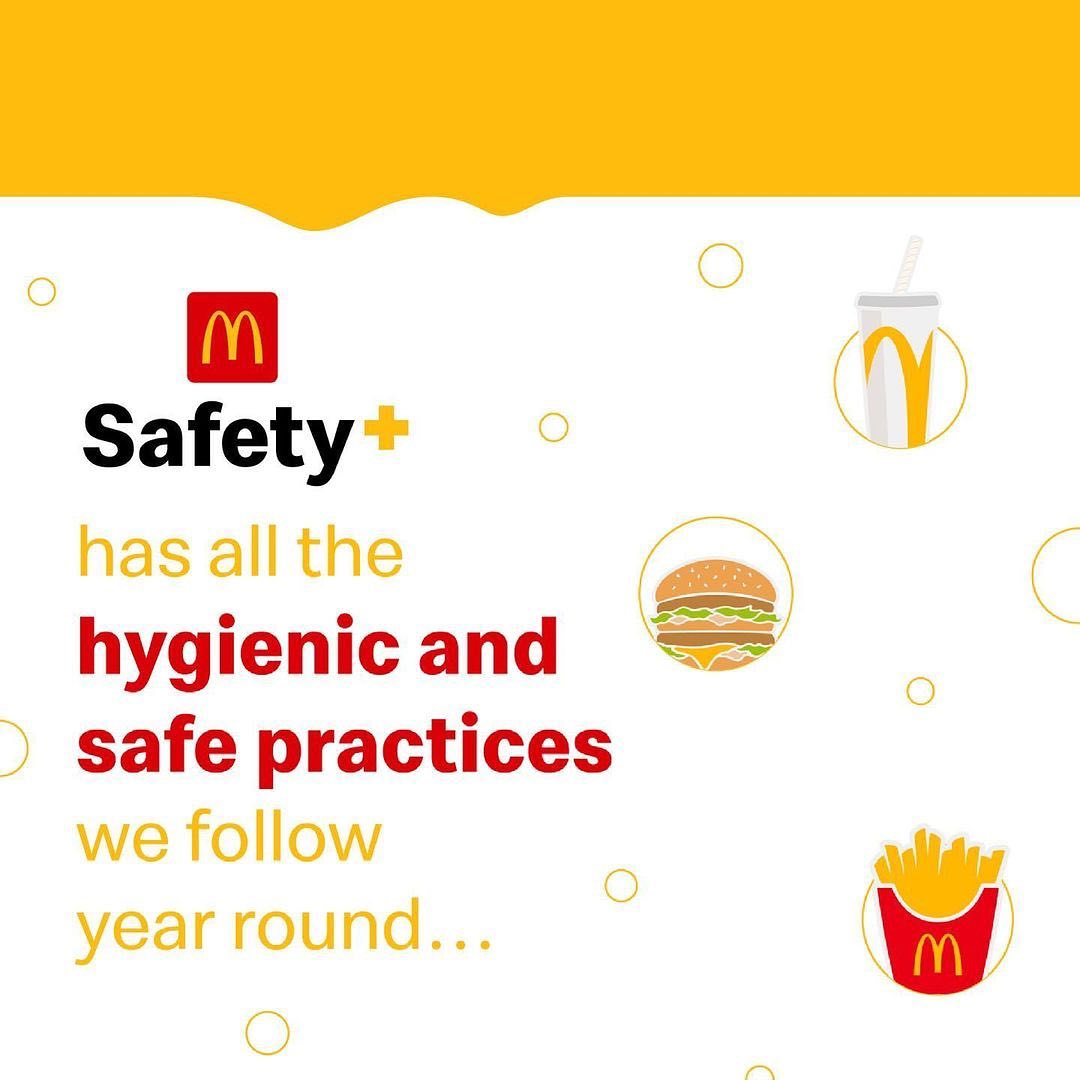 Safety+
has all the
hygienic and
safe practices
we follow
year round...